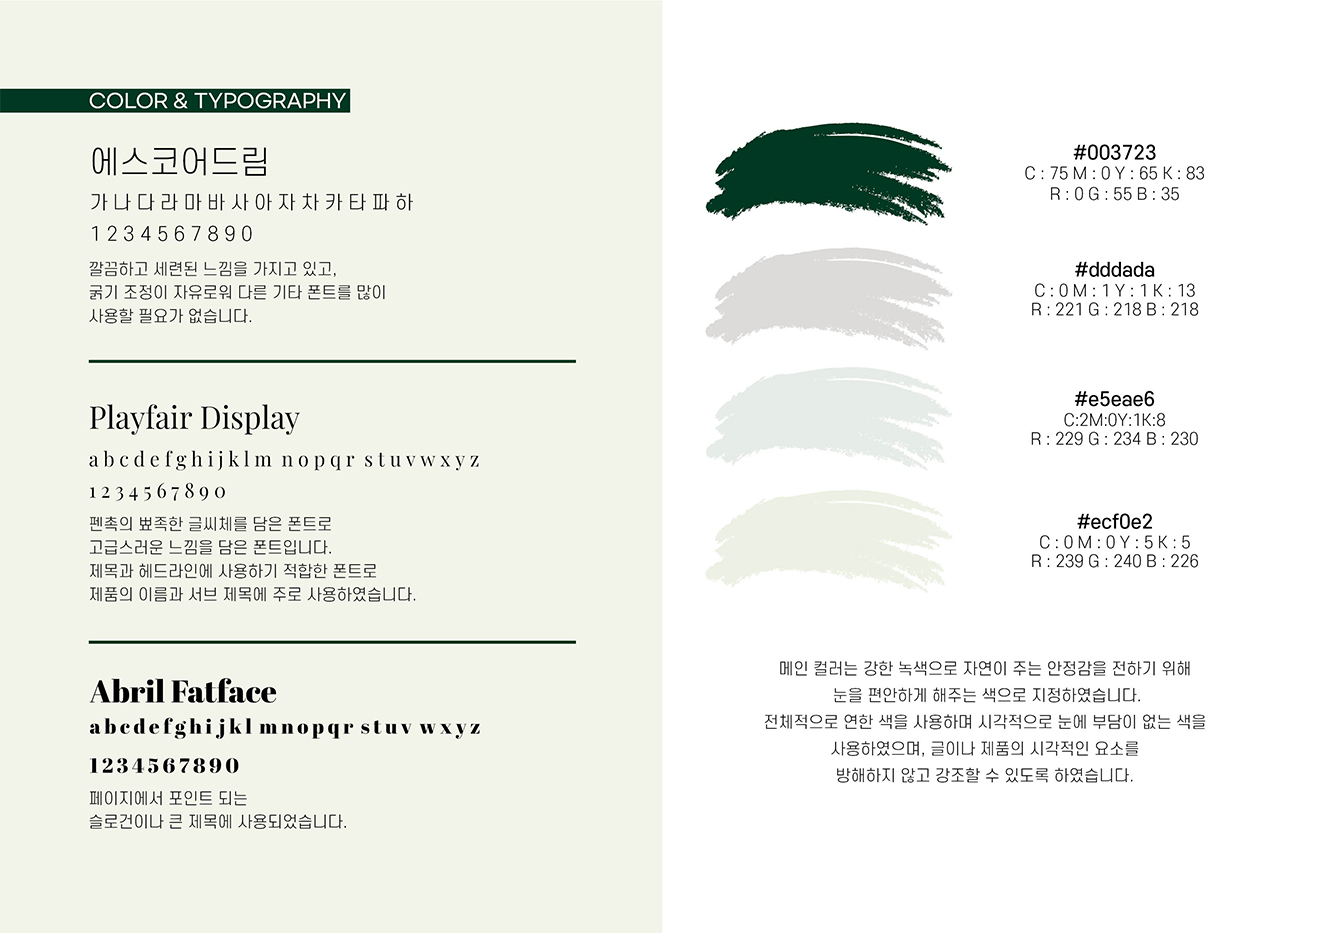 COLOR & TYPOGRAPHY
에스코어드림
가 나 다 라 마 바 사 아 자 차 카 타 파 하
1 2 3 4 5 6 7 8 9 0
깔끔하고 세련된 느낌을 가지고 있고,
굵기 조정이 자유로워 다른 기타 폰트를 많이
사용할 필요가 없습니다.
Playfair Display
a b c d e f g h i j k l m n o p q r s t u v w x y z
1 2 3 4 5 6 7 8 9 0
펜촉의 뾰족한 글씨체를 담은 폰트로
고급스러운 느낌을 담은 폰트입니다.
제목과 헤드라인에 사용하기 적합한 폰트로
제품의 이름과 서브 제목에 주로 사용하였습니다.
Abril Fatface
a b c d e f g h i j k l m n o p q r s t u v w x y z
1 2 3 4 5 6 7 8 9 0
페이지에서 포인트 되는
슬로건이나 큰 제목에 사용되었습니다.
#003723
C : 75 M : 0 Y : 65 K : 83
R : 0 G : 55 B : 35
#dddada
C : 0 M : 1 Y : 1 K : 13
R : 221 G : 218 B : 218
#e5eae6
C:2M:0Y:1K:8
R : 229 G : 234 B : 230
#ecf0e2
C : 0 M : 0 Y : 5 K : 5
R : 239 G : 240 B : 226
메인 컬러는 강한 녹색으로 자연이 주는 안정감을 전하기 위해
눈을 편안하게 해주는 색으로 지정하였습니다.
전체적으로 연한 색을 사용하며 시각적으로 눈에 부담이 없는 색을
사용하였으며, 글이나 제품의 시각적인 요소를
방해하지 않고 강조할 수 있도록 하였습니다.